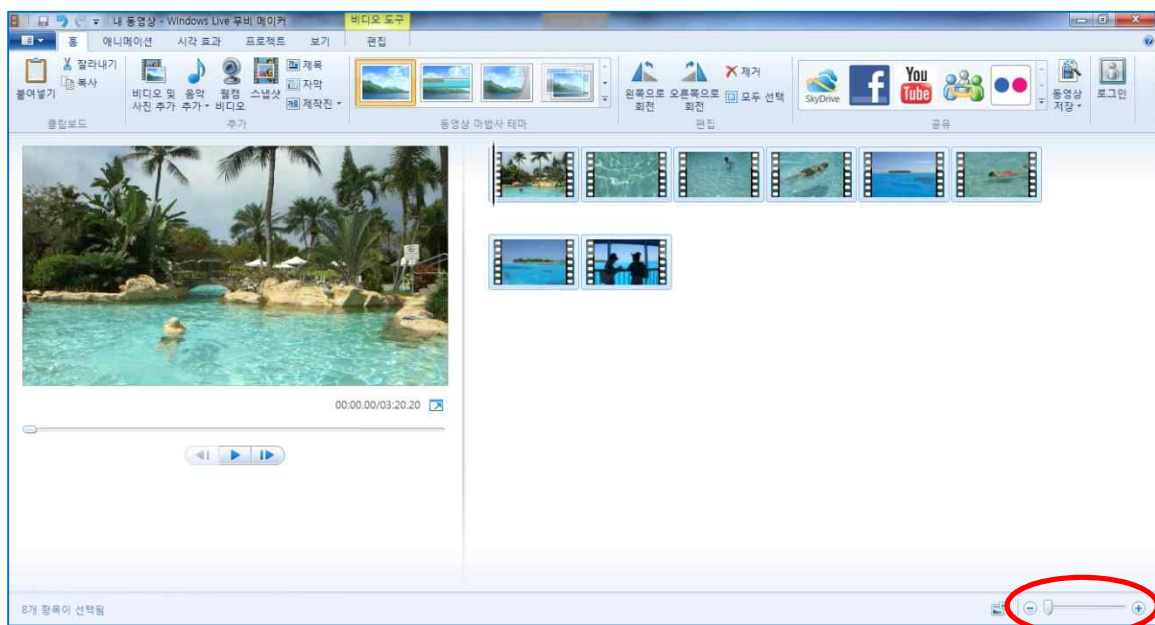 내 동영상 - Windows Live 무비 메이커
비디오 도구
홈 애니메이션 시각 효과 프로젝트 보기 편집
붙여넣기
잘라내기
복사
클립보드
비디오 및 사진 추가
음악 추가
웹캠 비디오
스냅샷
제목
자막
제작진
추가
동영상 마법사 테마
왼쪽으로 회전
오른쪽으로 회전
제거
모두 선택
편집
SkyDrive
f
You Tube
공유
동영상 저장
로그인
00:00.00/03:20.20
8개 항목이 선택됨